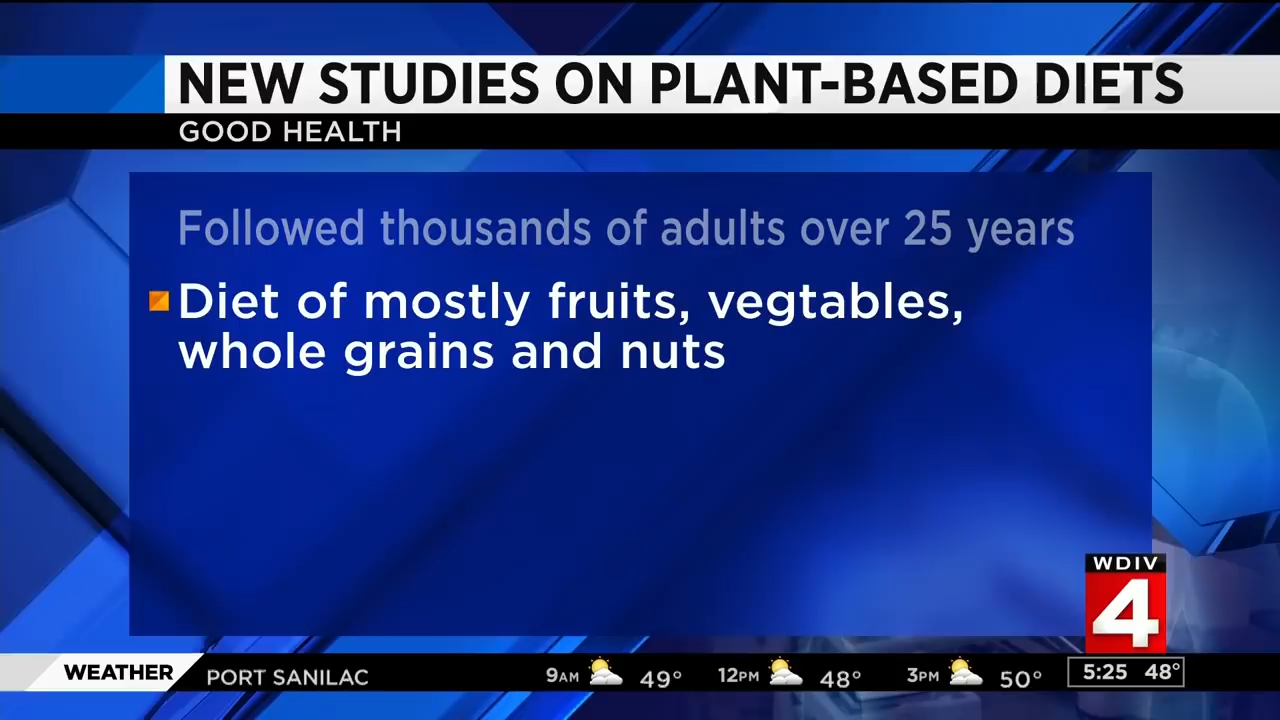 NEW STUDIES ON PLANT-BASED DIETS
GOOD HEALTH
Followed thousands of adults over 25 years
Diet of mostly fruits, vegtables,
whole grains and nuts
WDIV
4
WEATHER PORT SANILAC 9AM 49° 12PM 48° 3PM 50° 5:25 48°